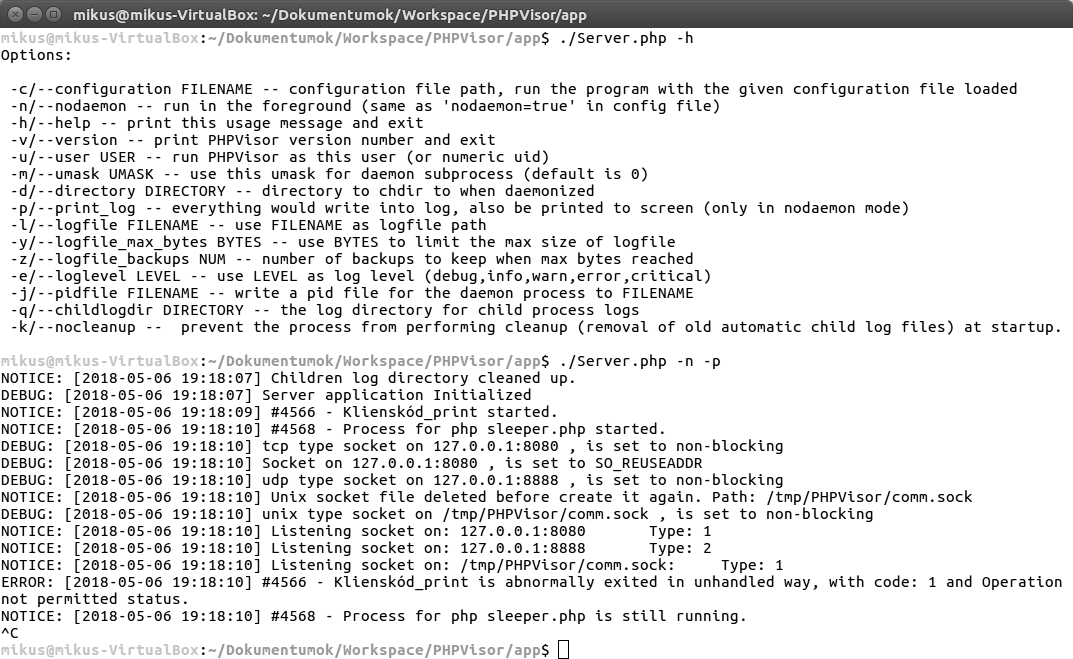 mikus@mikus-VirtualBox: ~/Dokumentumok/Workspace/PHPVisor/app
mikus@mikus-VirtualBox:~/Dokumentumok/Workspace/PHPVisor/app$ ./Server.php -h
Options:
-c/--configuration FILENAME -- configuration file path, run the program with the given configuration file loaded
-n/--nodaemon -- run in the foreground (same as 'nodaemon=true' in config file)
-h/--help -- print this usage message and exit
-v/--version -- print PHPVisor version number and exit
-u/--user USER -- run PHPVisor as this user (or numeric uid)
-m/--umask UMASK -- use this umask for daemon subprocess (default is 0)
-d/--directory DIRECTORY -- directory to chdir to when daemonized
-p/--print_log -- everything would write into log, also be printed to screen (only in nodaemon mode)
-l/--logfile FILENAME -- use FILENAME as logfile path
-y/--logfile_max_bytes BYTES -- use BYTES to limit the max size of logfile
-z/--logfile_backups NUM -- number of backups to keep when max bytes reached
-e/--loglevel LEVEL -- use LEVEL as log level (debug,info,warn,error,critical)
-j/--pidfile FILENAME -- write a pid file for the daemon process to FILENAME
-q/--childlogdir DIRECTORY -- the log directory for child process logs
-k/--nocleanup --  prevent the process from performing cleanup (removal of old automatic child log files) at startup.
mikus@mikus-VirtualBox:~/Dokumentumok/Workspace/PHPVisor/app$ ./Server.php -n -p
NOTICE: [2018-05-06 19:18:07] Children log directory cleaned up.
DEBUG: [2018-05-06 19:18:07] Server application Initialized
NOTICE: [2018-05-06 19:18:09] #4566 - Klienskód_print started.
NOTICE: [2018-05-06 19:18:10] #4568 - Process for php sleeper.php started.
DEBUG: [2018-05-06 19:18:10] tcp type socket on 127.0.0.1:8080 , is set to non-blocking
DEBUG: [2018-05-06 19:18:10] Socket on 127.0.0.1:8080 , is set to SO_REUSEADDR
DEBUG: [2018-05-06 19:18:10] udp type socket on 127.0.0.1:8888 , is set to non-blocking
NOTICE: [2018-05-06 19:18:10] Unix socket file deleted before create it again. Path: /tmp/PHPVisor/comm.sock
DEBUG: [2018-05-06 19:18:10] unix type socket on /tmp/PHPVisor/comm.sock , is set to non-blocking
NOTICE: [2018-05-06 19:18:10] Listening socket on: 127.0.0.1:8080       Type: 1
NOTICE: [2018-05-06 19:18:10] Listening socket on: 127.0.0.1:8888       Type: 2
NOTICE: [2018-05-06 19:18:10] Listening socket on: /tmp/PHPVisor/comm.sock:     Type: 1
ERROR: [2018-05-06 19:18:10] #4566 - Klienskód_print is abnormally exited in unhandled way, with code: 1 and Operation
not permitted status.
NOTICE: [2018-05-06 19:18:10] #4568 - Process for php sleeper.php is still running.
^C
mikus@mikus-VirtualBox:~/Dokumentumok/Workspace/PHPVisor/app$